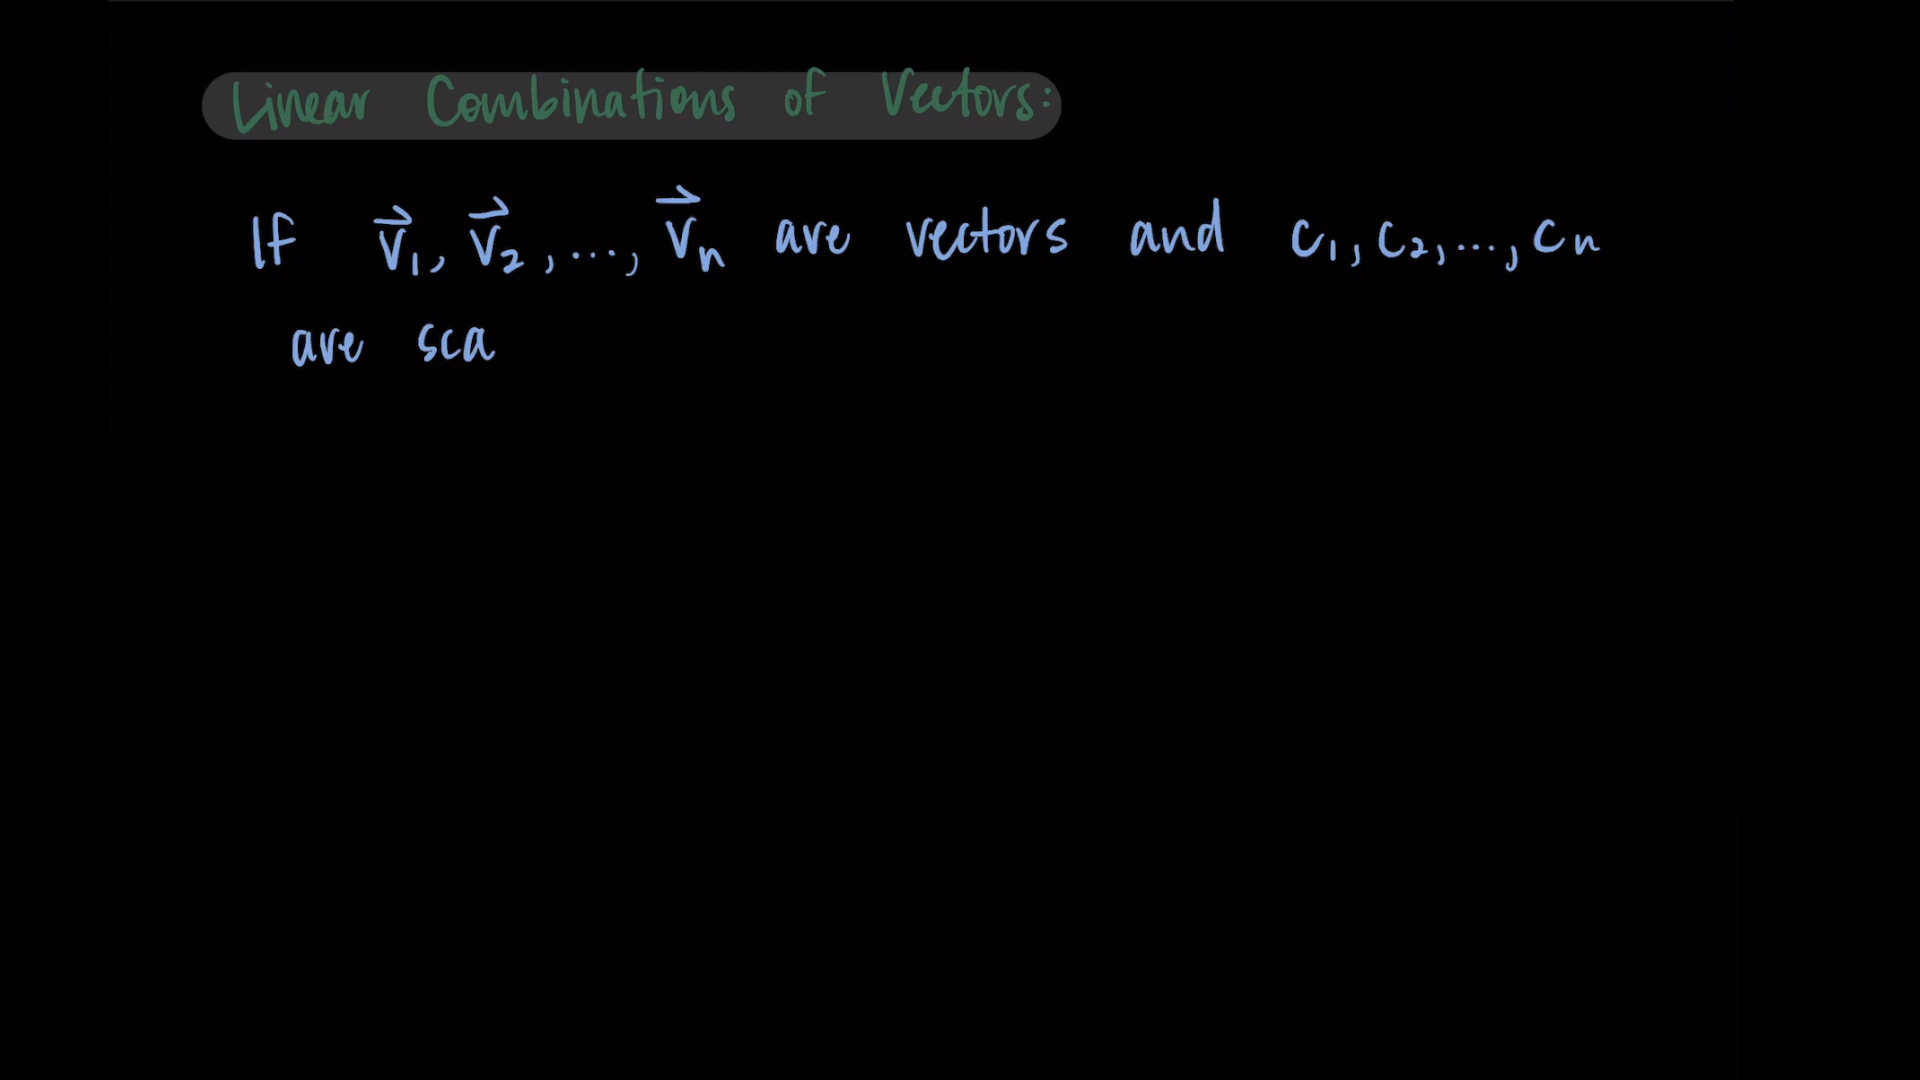 Linear Combinations of Vectors:
If v⃗₁, v⃗₂, ..., v⃗ₙ are vectors and c₁, c₂, ..., cₙ
are sca